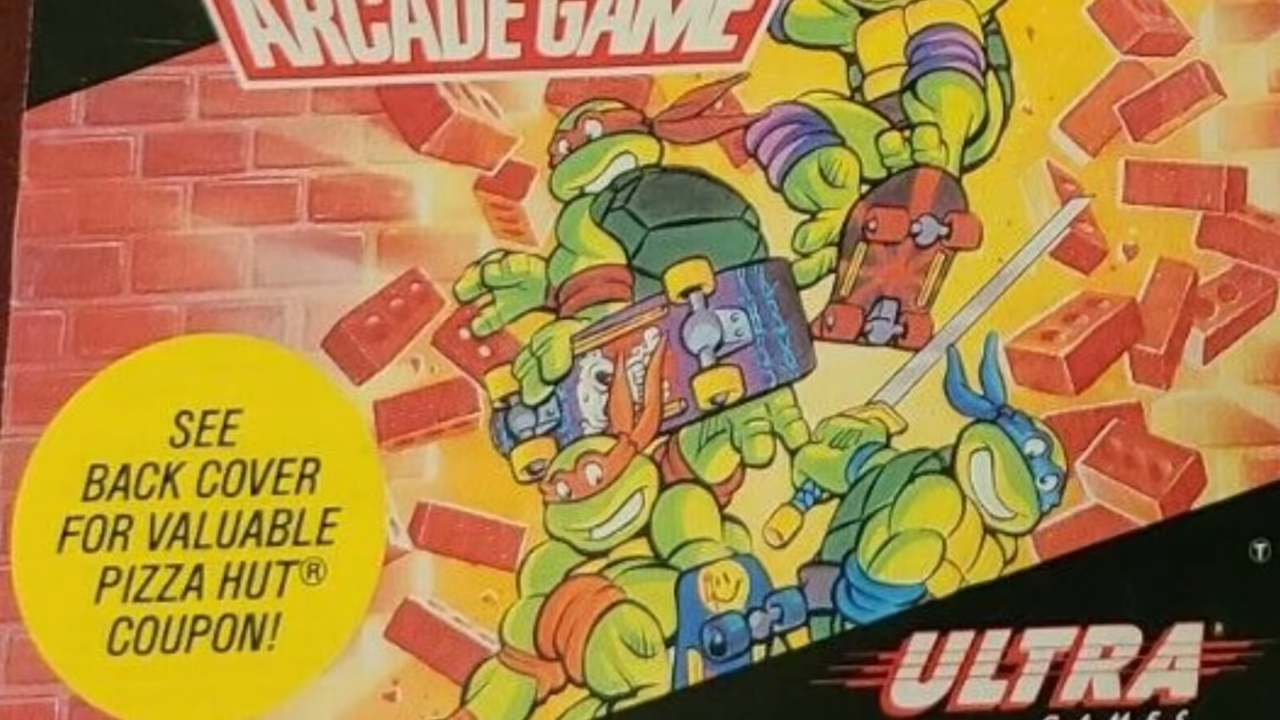 ARCADE GAME
SEE
BACK COVER
FOR VALUABLE
PIZZA HUT®
COUPON!
T
ULTRA